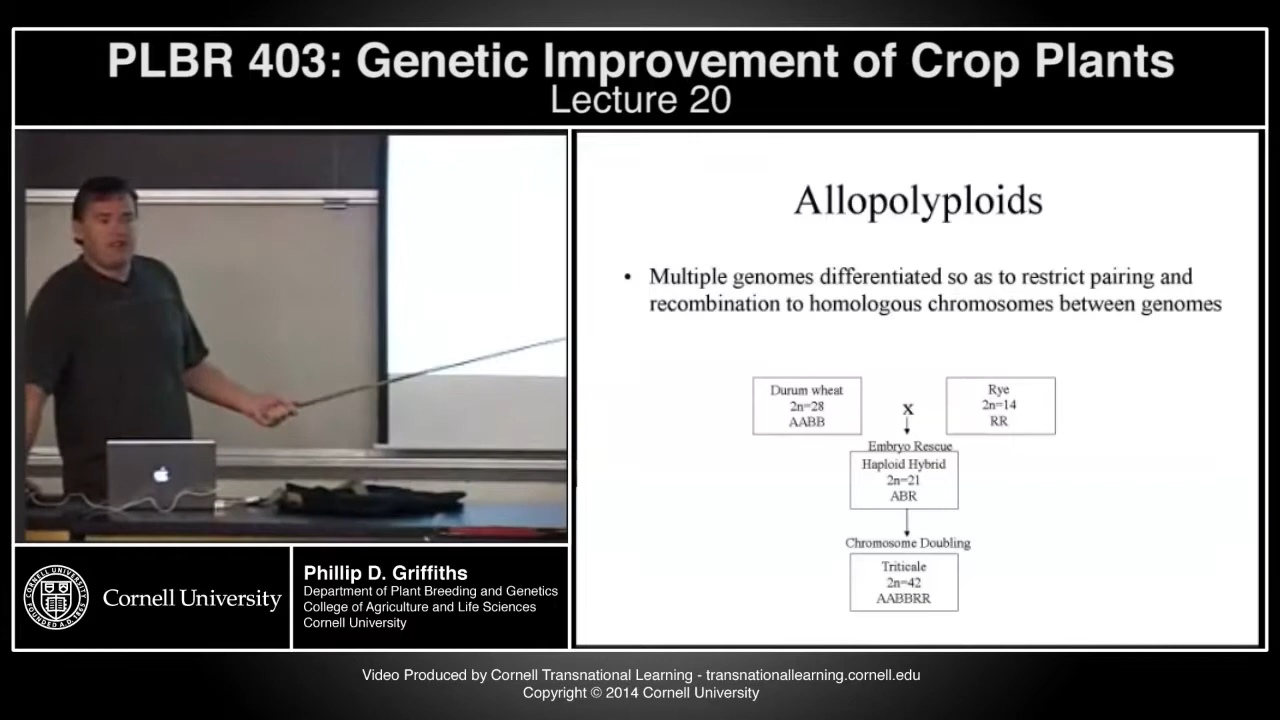 PLBR 403: Genetic Improvement of Crop Plants
Lecture 20
Allopolyploids
• Multiple genomes differentiated so as to restrict pairing and
recombination to homologous chromosomes between genomes
Durum wheat
2n=28
AABB
X
Rye
2n=14
RR
Embryo Rescue
Haploid Hybrid
2n=21
ABR
Chromosome Doubling
Triticale
2n=42
AABBRR
CORNELL UNIVERSITY
FOUNDED A.D. 1865
Cornell University
Phillip D. Griffiths
Department of Plant Breeding and Genetics
College of Agriculture and Life Sciences
Cornell University
Video Produced by Cornell Transnational Learning - transnationallearning.cornell.edu
Copyright © 2014 Cornell University